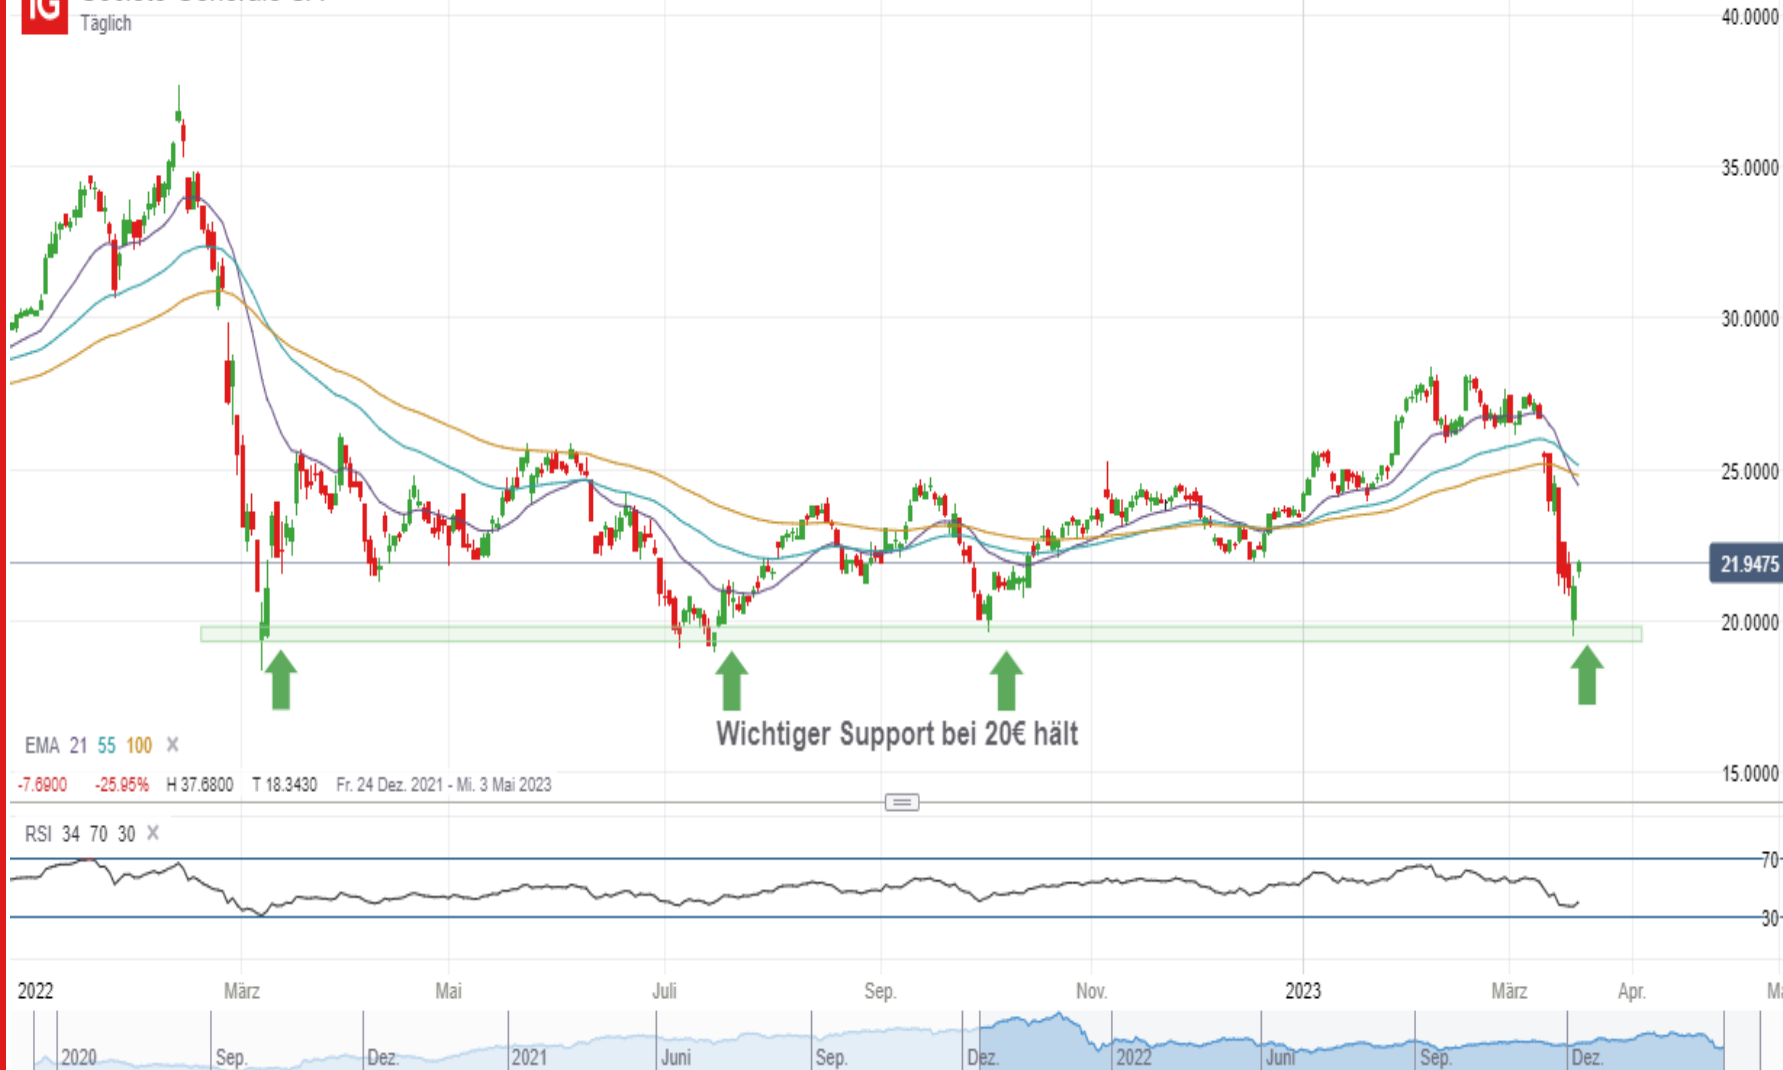 IG
Täglich
40.0000
35.0000
30.0000
25.0000
21.9475
20.0000
Wichtiger Support bei 20€ hält
EMA 21 55 100
15.0000
-7.6900 -25.95% H 37.6800 T 18.3430 Fr. 24 Dez. 2021 - Mi. 3 Mai 2023
RSI 34 70 30
70
30
2022 März Mai Juli Sep. Nov. 2023 März Apr.
2020 Sep. Dez. 2021 Juni Sep. Dez. 2022 Juni Sep. Dez.